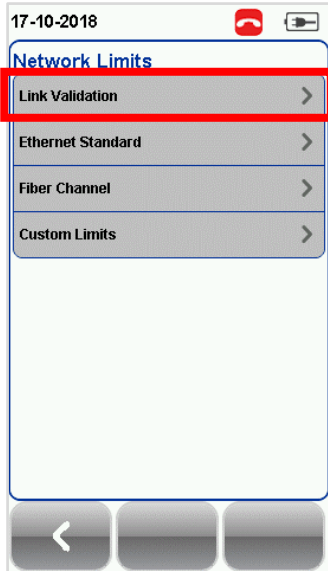 17-10-2018
Network Limits
Link Validation
Ethernet Standard
Fiber Channel
Custom Limits